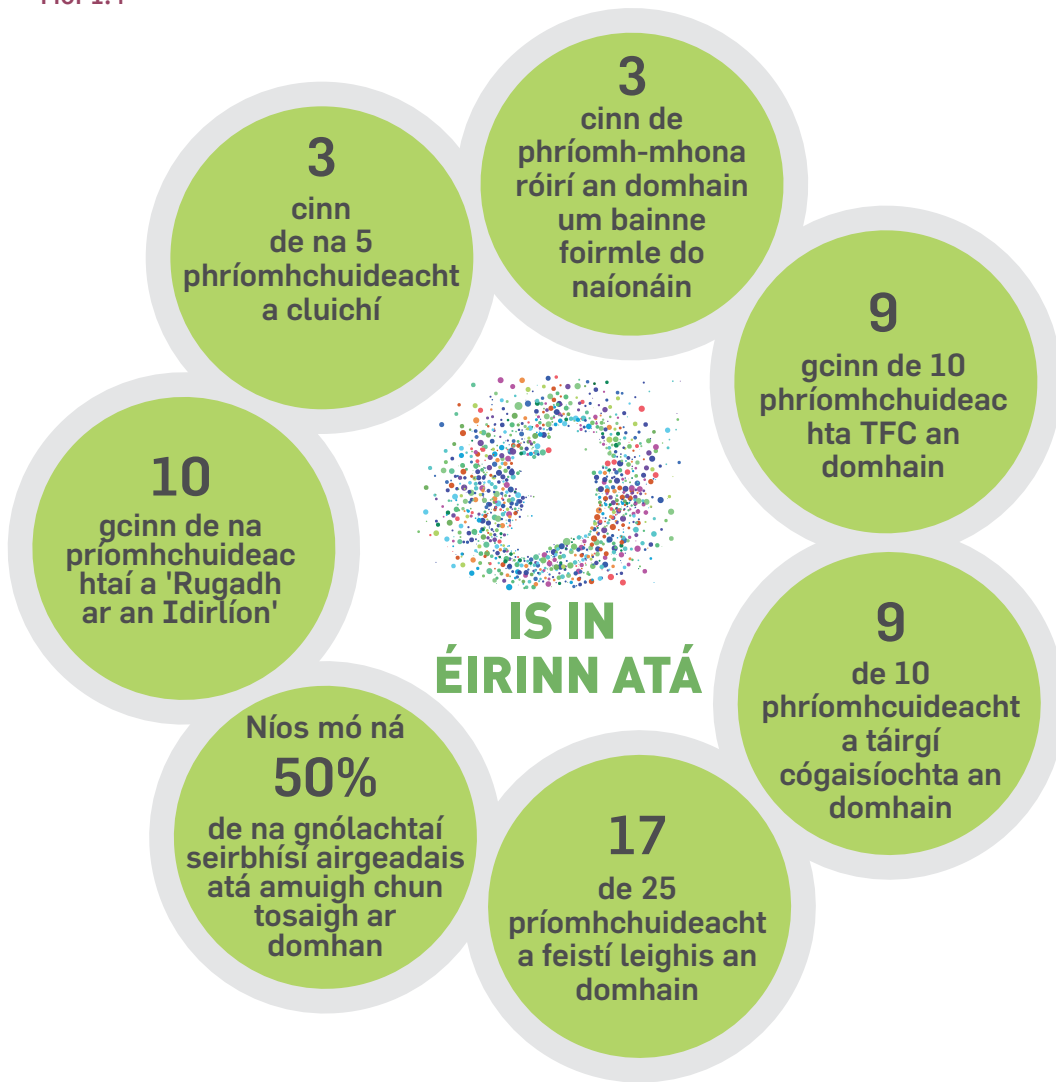 3
cinn de
phríomh-mhona
róirí an domhain
um bainne
foirmle do
naíonáin
9
gcinn de 10
phríomhchuideac
hta TFC an
domhain
9
de 10
phríomhcuideacht
a táirgí
cógaisíochta an
domhain
17
de 25
príomhchuideacht
a feistí leighis an
domhain
Níos mó ná
50%
de na gnólachtaí
seirbhísí airgeadais
atá amuigh chun
tosaigh ar
domhan
10
gcinn de na
príomhchuideac
htaí a 'Rugadh
ar an Idirlíon'
3
cinn
de na 5
phríomhchuideacht
a cluichí
IS IN
ÉIRINN ATÁ